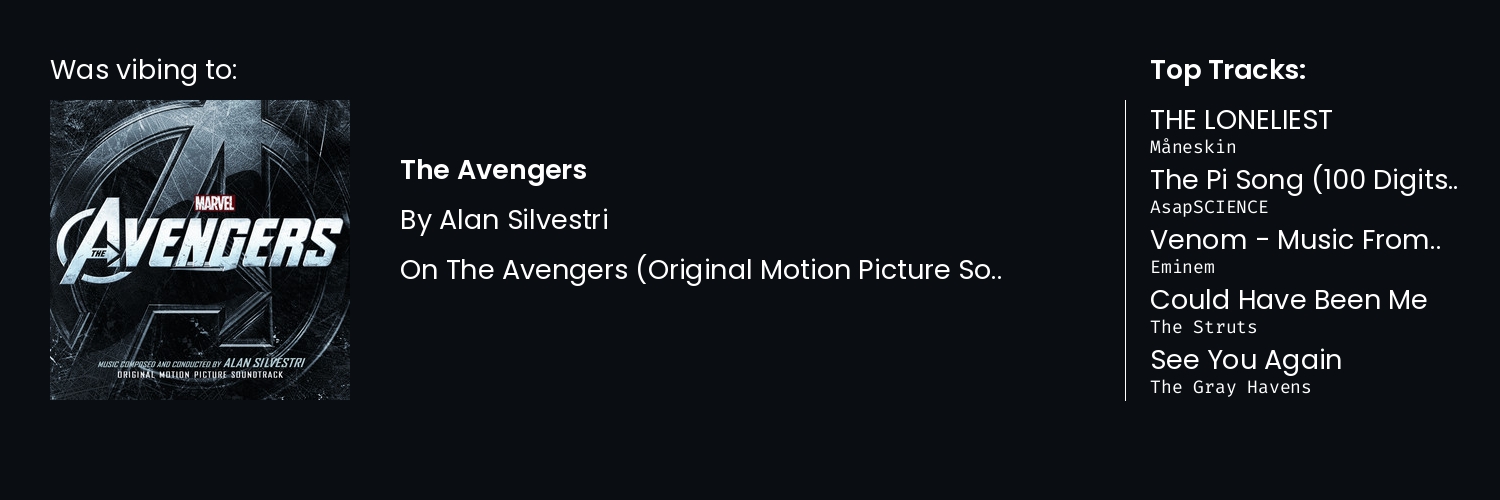 Was vibing to:
MARVEL
THE AVENGERS
MUSIC COMPOSED AND CONDUCTED BY ALAN SILVESTRI
ORIGINAL MOTION PICTURE SOUNDTRACK
The Avengers
By Alan Silvestri
On The Avengers (Original Motion Picture So..
Top Tracks:
THE LONELIEST
Måneskin
The Pi Song (100 Digits..
AsapSCIENCE
Venom - Music From..
Eminem
Could Have Been Me
The Struts
See You Again
The Gray Havens